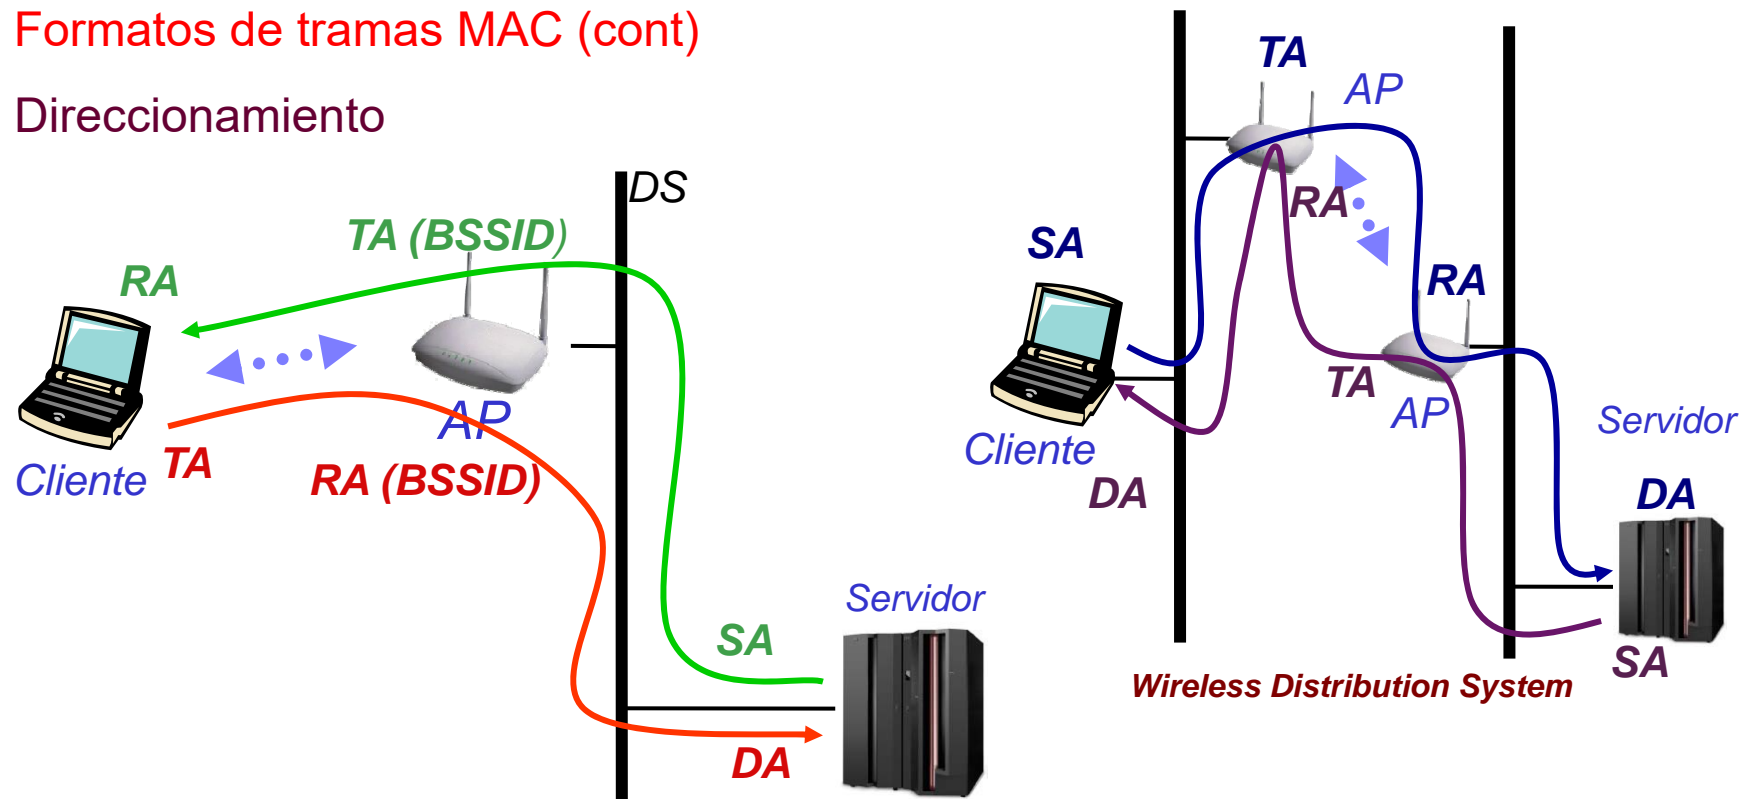 Formatos de tramas MAC (cont)
Direccionamiento
DS
TA (BSSID)
RA
AP
Cliente
TA
RA (BSSID)
Servidor
SA
DA
TA
AP
RA
SA
RA
TA
AP
Cliente
DA
Servidor
DA
SA
Wireless Distribution System